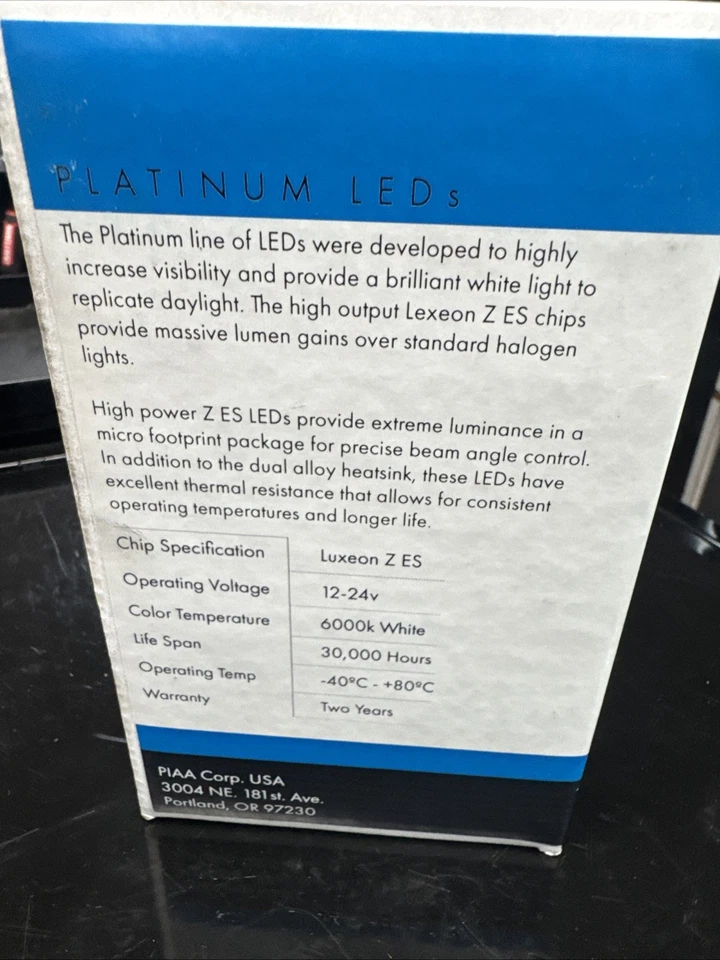 PLATINUM LEDs
The Platinum line of LEDs were developed to highly
increase visibility and provide a brilliant white light to
replicate daylight. The high output Lexeon Z ES chips
provide massive lumen gains over standard halogen
lights.
High power Z ES LEDs provide extreme luminance in a
micro footprint package for precise beam angle control.
In addition to the dual alloy heatsink, these LEDs have
excellent thermal resistance that allows for consistent
operating temperatures and longer life.
Chip Specification Luxeon Z ES
Operating Voltage 12-24v
Color Temperature 6000k White
Life Span 30,000 Hours
Operating Temp -40ºC - +80ºC
Warranty Two Years
PIAA Corp. USA
3004 NE. 181st. Ave.
Portland, OR 97230